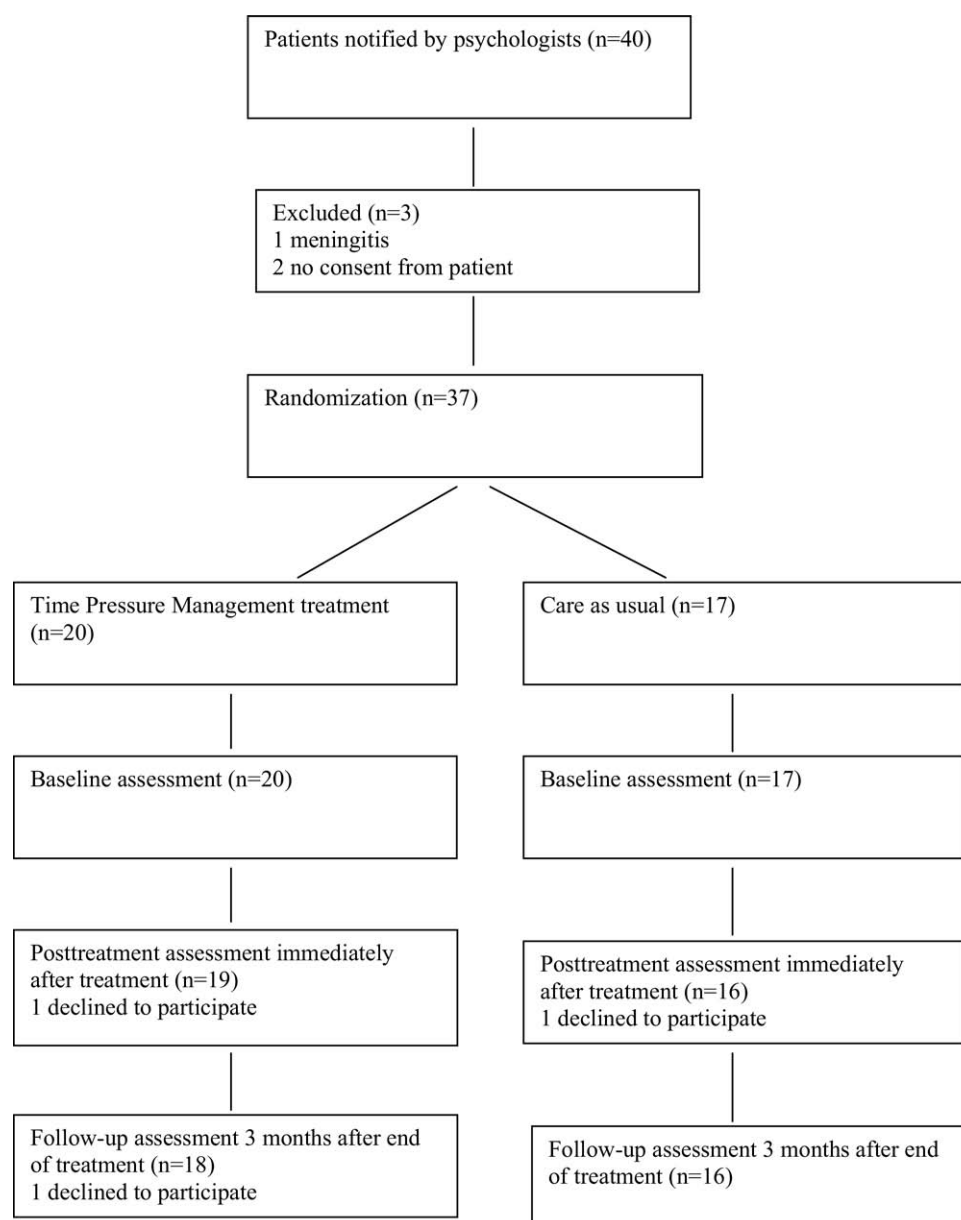 Patients notified by psychologists (n=40)
Excluded (n=3)
1 meningitis
2 no consent from patient
Randomization (n=37)
Time Pressure Management treatment
(n=20)
Care as usual (n=17)
Baseline assessment (n=20)
Baseline assessment (n=17)
Posttreatment assessment immediately
after treatment (n=19)
1 declined to participate
Posttreatment assessment immediately
after treatment (n=16)
1 declined to participate
Follow-up assessment 3 months after end
of treatment (n=18)
1 declined to participate
Follow-up assessment 3 months after end
of treatment (n=16)